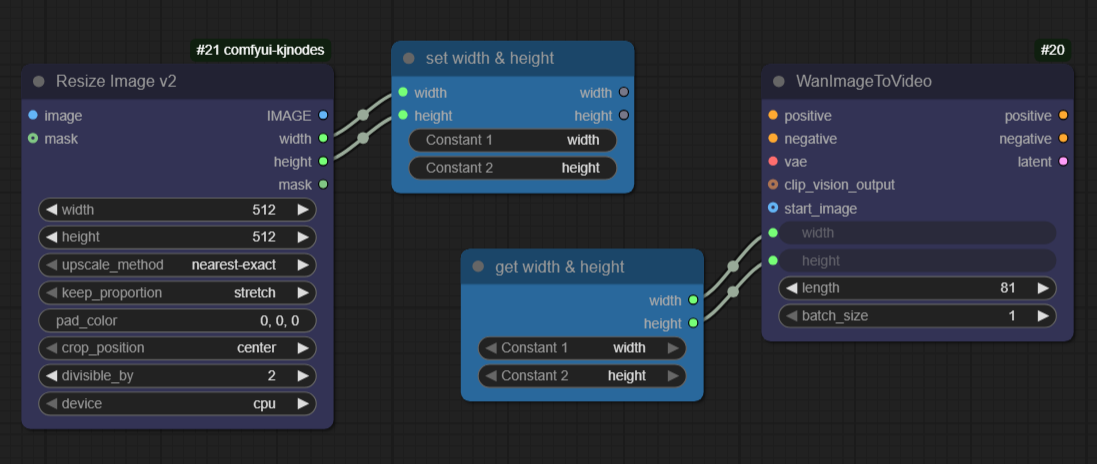 #21 comfyui-kjnodes
Resize Image v2
image IMAGE
mask width
height
mask
width 512
height 512
upscale_method nearest-exact
keep_proportion stretch
pad_color 0, 0, 0
crop_position center
divisible_by 2
device cpu
set width & height
width width
height height
Constant 1 width
Constant 2 height
get width & height
width
height
Constant 1 width
Constant 2 height
#20
WanImageToVideo
positive positive
negative negative
vae latent
clip_vision_output
start_image
width
height
length 81
batch_size 1